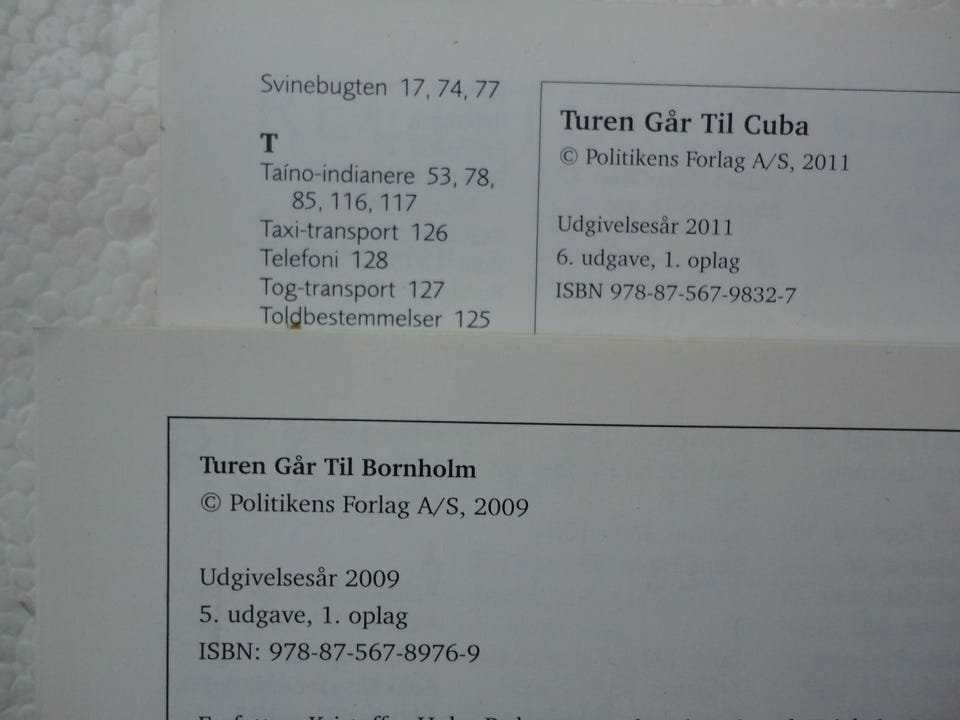 Svinebugten 17, 74, 77
T
Taíno-indianere 53, 78,
85, 116, 117
Taxi-transport 126
Telefoni 128
Tog-transport 127
Toldbestemmelser 125
Turen Går Til Cuba
© Politikens Forlag A/S, 2011
Udgivelsesår 2011
6. udgave, 1. oplag
ISBN 978-87-567-9832-7
Turen Går Til Bornholm
© Politikens Forlag A/S, 2009
Udgivelsesår 2009
5. udgave, 1. oplag
ISBN: 978-87-567-8976-9